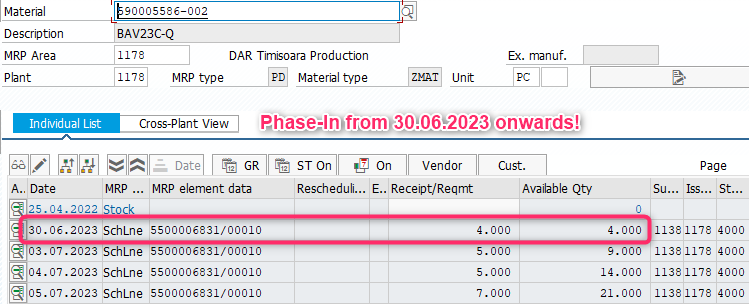 Material 590005586-002
Description BAV23C-Q
MRP Area 1178 DAR Timisoara Production Ex. manuf.
Plant 1178 MRP type PD Material type ZMAT Unit PC
Individual List Cross-Plant View Phase-In from 30.06.2023 onwards!
Date GR ST On On Vendor Cust. Page
A.. Date MRP ... MRP element data Rescheduli... E.. Receipt/Reqmt Available Qty Su... Iss... St...
25.04.2022 Stock 0
30.06.2023 SchLne 5500006831/00010 4.000 4.000 1138 1178 4000
03.07.2023 SchLne 5500006831/00010 5.000 9.000 1138 1178 4000
04.07.2023 SchLne 5500006831/00010 5.000 14.000 1138 1178 4000
05.07.2023 SchLne 5500006831/00010 7.000 21.000 1138 1178 4000